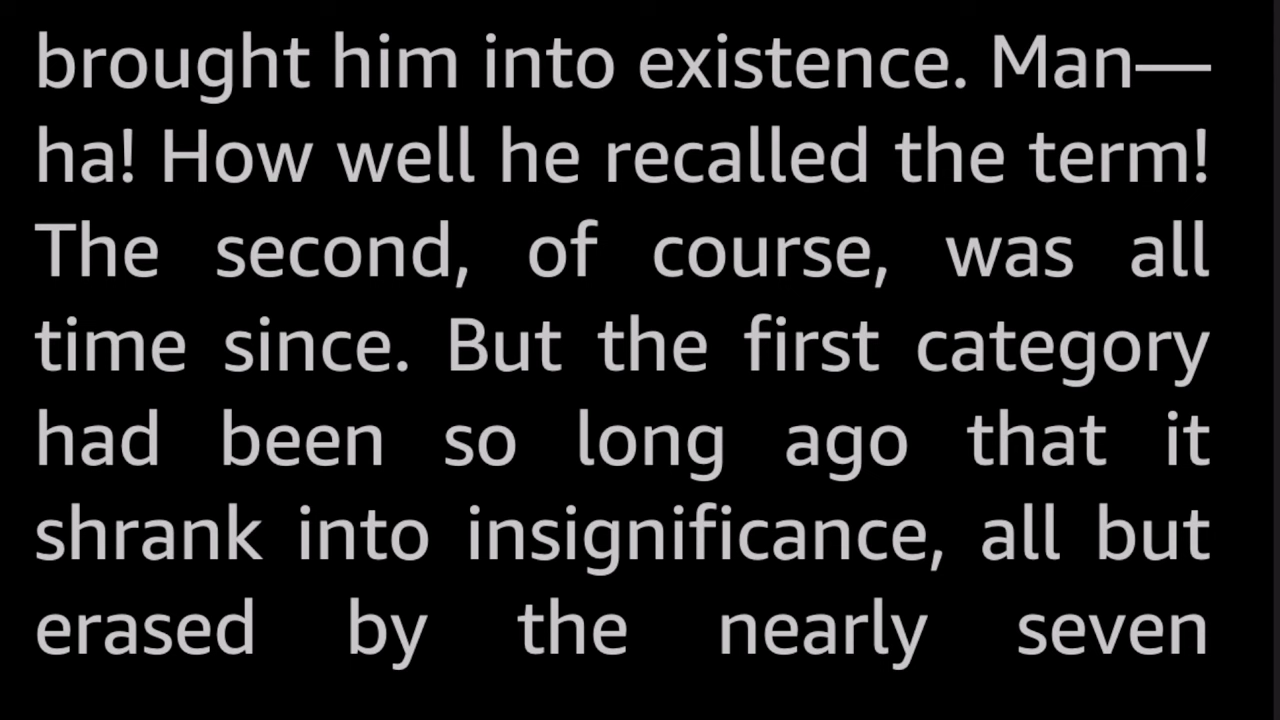 brought him into existence. Man—
ha! How well he recalled the term!
The second, of course, was all
time since. But the first category
had been so long ago that it
shrank into insignificance, all but
erased by the nearly seven